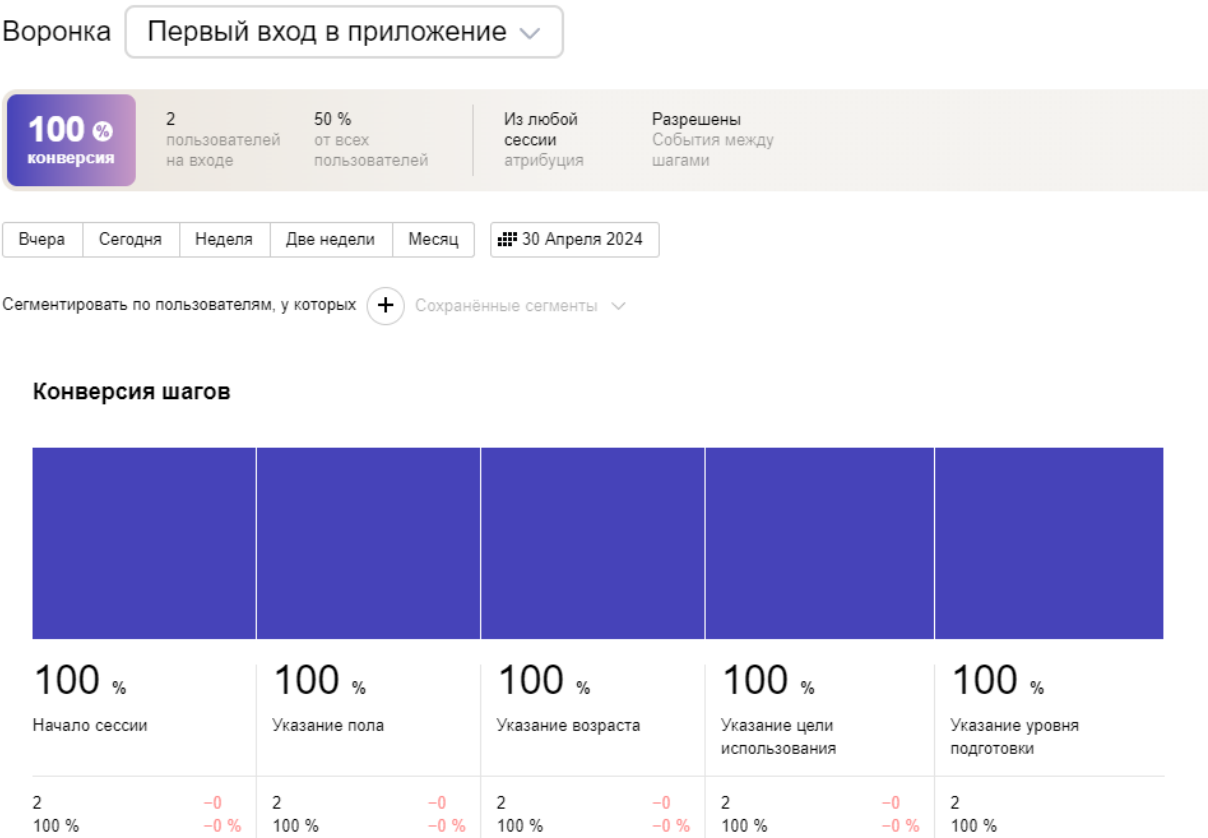 Воронка Первый вход в приложение
100 %
конверсия
2
пользователей
на входе
50 %
от всех
пользователей
Из любой
сессии
атрибуция
Разрешены
События между
шагами
Вчера Сегодня Неделя Две недели Месяц 30 Апреля 2024
Сегментировать по пользователям, у которых + Сохранённые сегменты
Конверсия шагов
100 %
Начало сессии
2 −0
100 % −0 %
100 %
Указание пола
2 −0
100 % −0 %
100 %
Указание возраста
2 −0
100 % −0 %
100 %
Указание цели
использования
2 −0
100 % −0 %
100 %
Указание уровня
подготовки
2
100 %